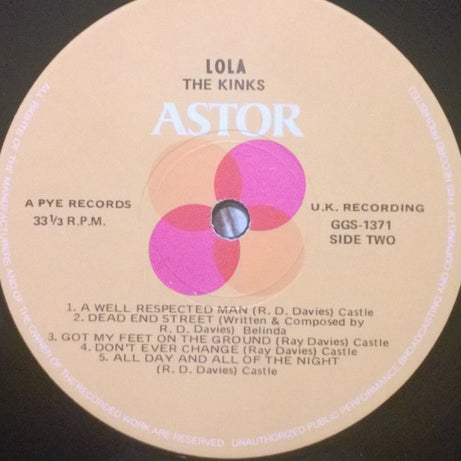 LOLA
THE KINKS
ASTOR
A PYE RECORDS
33 1/3 R.P.M.
U.K. RECORDING
GGS-1371
SIDE TWO
1. A WELL RESPECTED MAN (R. D. Davies) Castle
2. DEAD END STREET (Written & Composed by
R. D. Davies) Belinda
3. GOT MY FEET ON THE GROUND (Ray Davies) Castle
4. DON'T EVER CHANGE (Ray Davies) Castle
5. ALL DAY AND ALL OF THE NIGHT
(R. D. Davies) Castle
ALL RIGHTS OF THE MANUFACTURER AND OF THE OWNER OF THE RECORDED WORK ARE RESERVED. UNAUTHORIZED PUBLIC PERFORMANCE, BROADCASTING AND COPYING OF THIS RECORD PROHIBITED